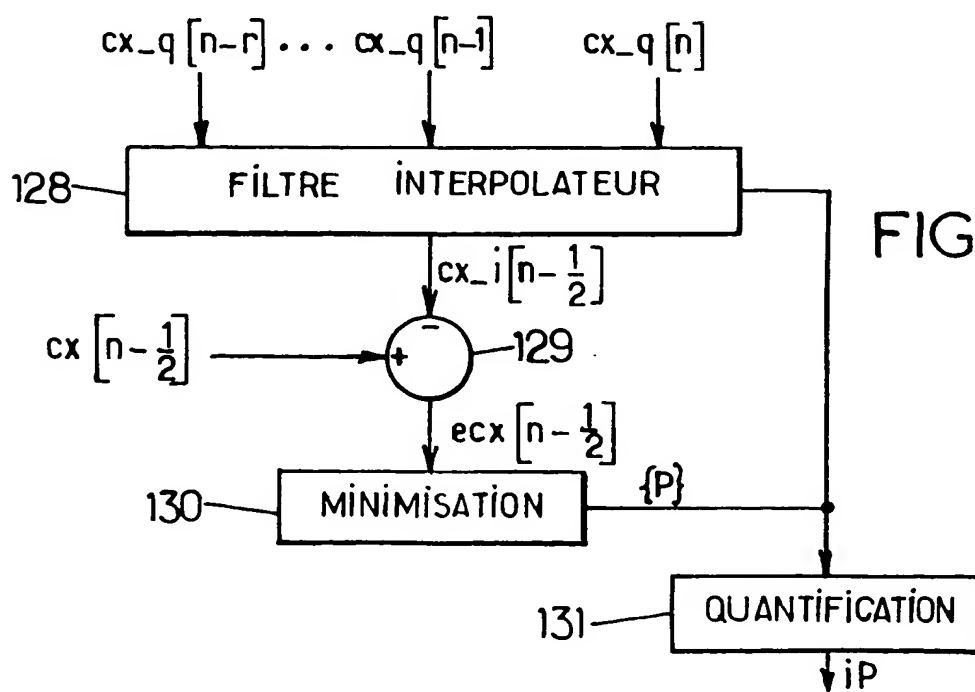 cx_q[n-r] ... cx_q[n-1] cx_q[n]
128 FiLTRE iNTERPOLATEUR
FIG
cx_i[n-1/2]
cx[n-1/2] + - 129
ecx[n-1/2]
130 MiNiMiSATiON {P}
131 QUANTiFiCATiON
iP